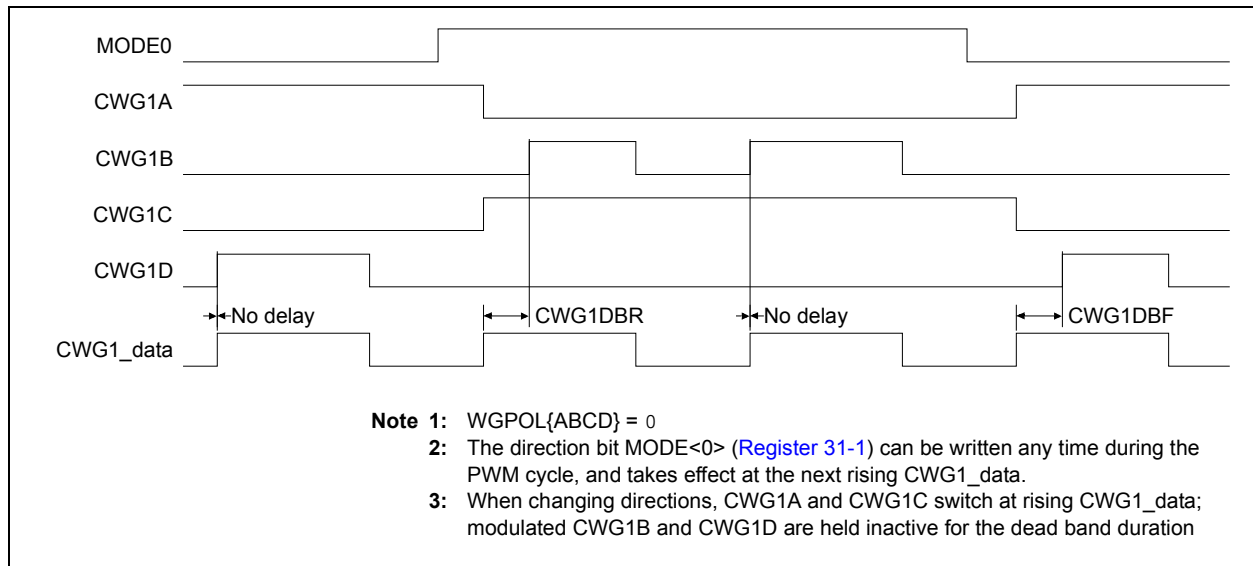 MODE0
CWG1A
CWG1B
CWG1C
CWG1D
No delay CWG1DBR No delay CWG1DBF
CWG1_data
Note 1: WGPOL{ABCD} = 0
2: The direction bit MODE<0> (Register 31-1) can be written any time during the
PWM cycle, and takes effect at the next rising CWG1_data.
3: When changing directions, CWG1A and CWG1C switch at rising CWG1_data;
modulated CWG1B and CWG1D are held inactive for the dead band duration